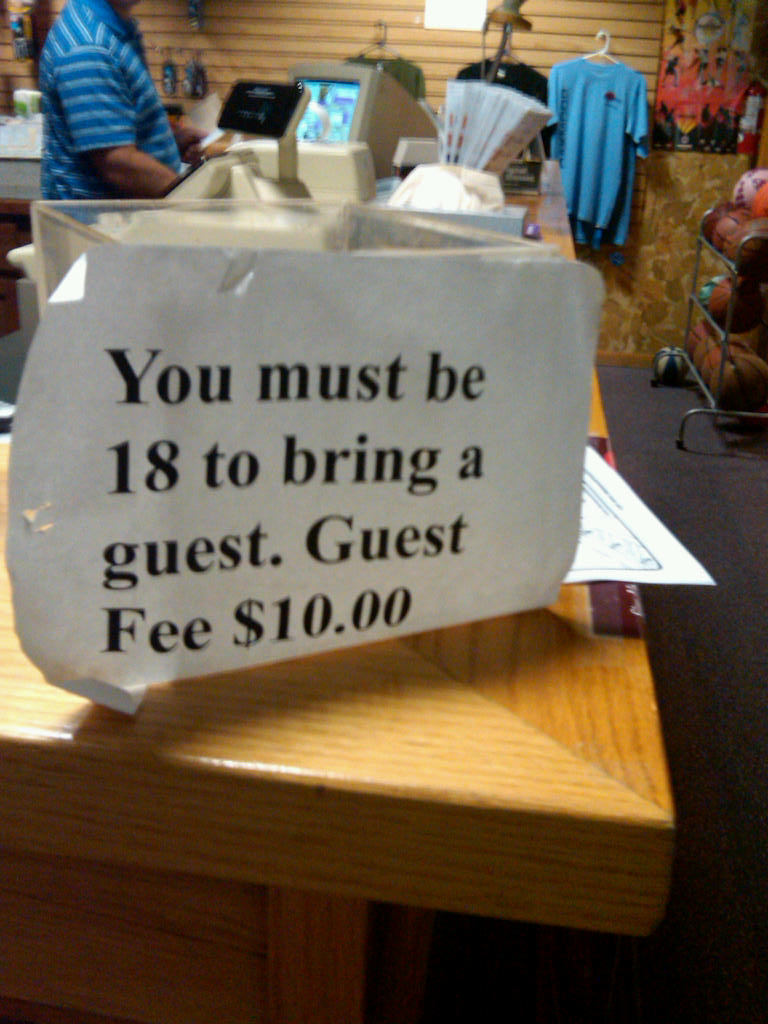 You must be
18 to bring a
guest. Guest
Fee $10.00